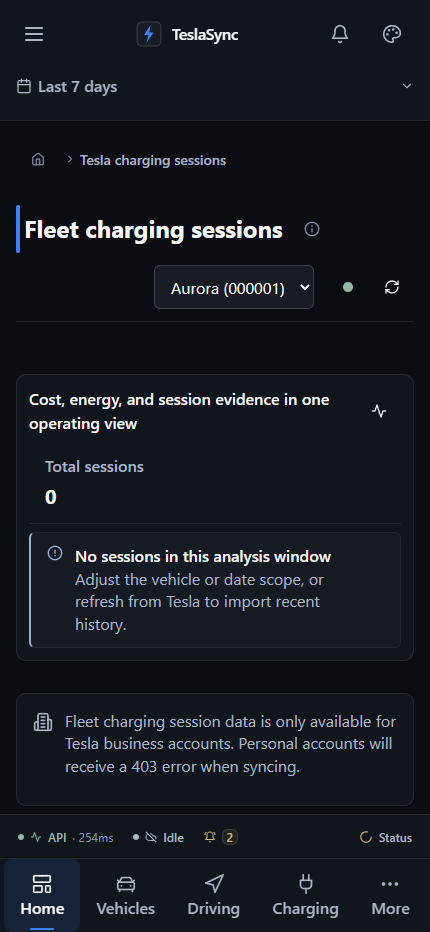 TeslaSync
Last 7 days
Tesla charging sessions
Fleet charging sessions
Aurora (000001)
Cost, energy, and session evidence in one
operating view
Total sessions
0
No sessions in this analysis window
Adjust the vehicle or date scope, or
refresh from Tesla to import recent
history.
Fleet charging session data is only available for
Tesla business accounts. Personal accounts will
receive a 403 error when syncing.
API · 254ms Idle 2 Status
Home Vehicles Driving Charging More